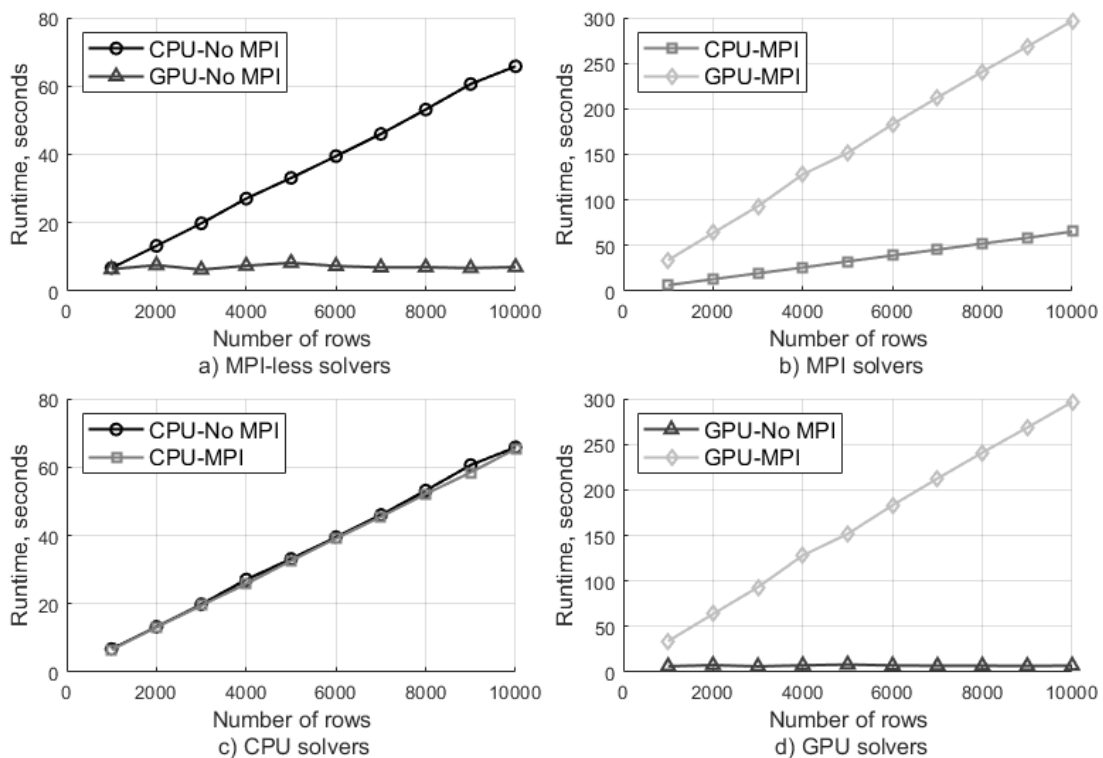 80
60
40
20
0
Runtime, seconds
CPU-No MPI
GPU-No MPI
0 2000 4000 6000 8000 10000
Number of rows
a) MPI-less solvers
300
250
200
150
100
50
0
Runtime, seconds
CPU-MPI
GPU-MPI
0 2000 4000 6000 8000 10000
Number of rows
b) MPI solvers
80
60
40
20
0
Runtime, seconds
CPU-No MPI
CPU-MPI
0 2000 4000 6000 8000 10000
Number of rows
c) CPU solvers
300
250
200
150
100
50
0
Runtime, seconds
GPU-No MPI
GPU-MPI
0 2000 4000 6000 8000 10000
Number of rows
d) GPU solvers